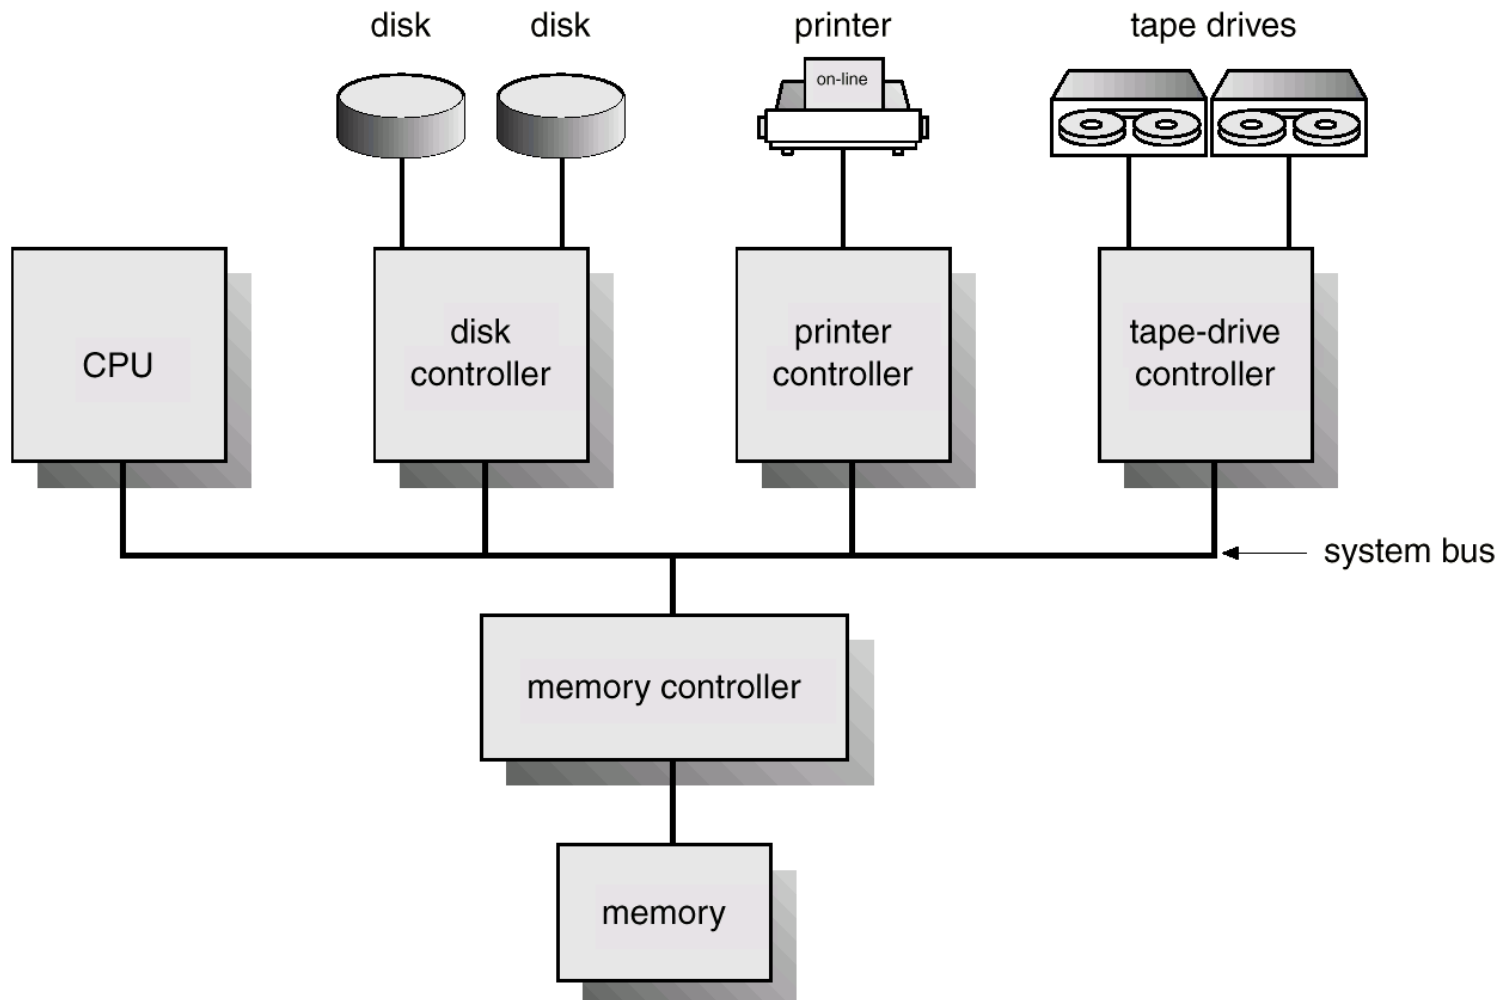 disk
disk
printer
tape drives
on-line
CPU
disk
controller
printer
controller
tape-drive
controller
system bus
memory controller
memory